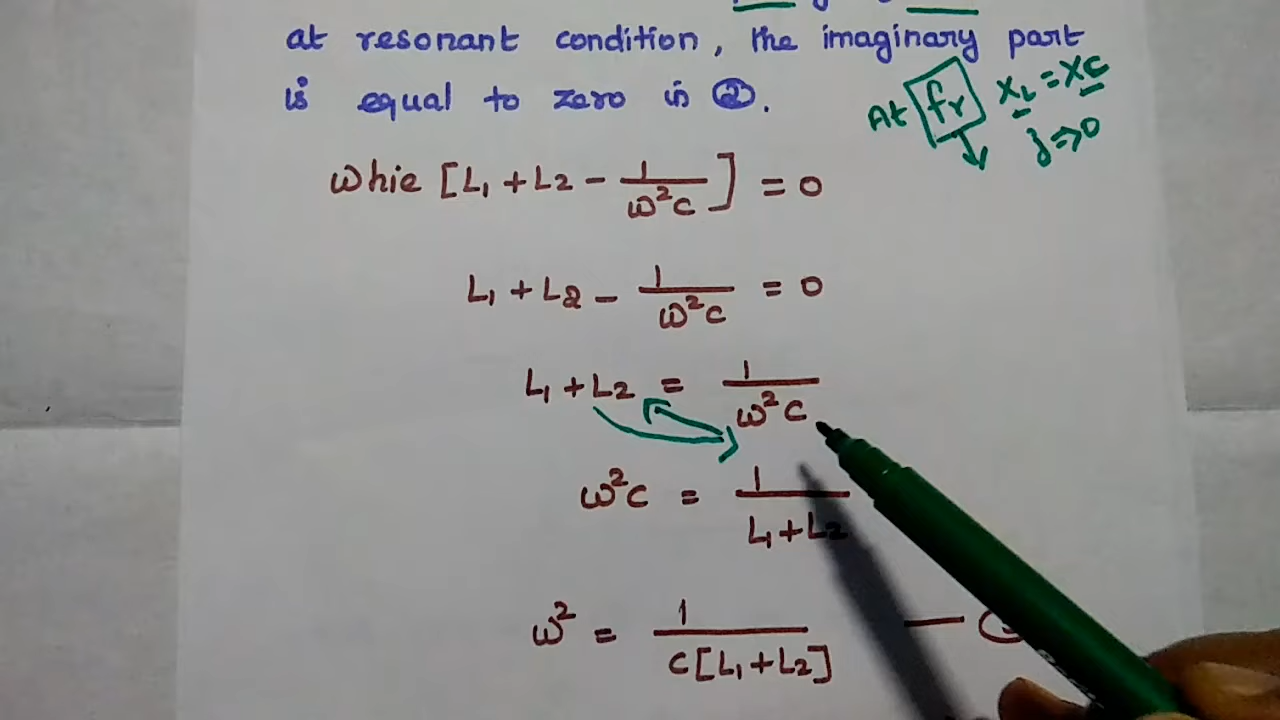 at resonant condition, the imaginary part
is equal to zero in ②.
At fr XL = XC
j => 0
Whie [L₁ + L₂ - 1/ω²C] = 0
L₁ + L₂ - 1/ω²C = 0
L₁ + L₂ = 1/ω²C
ω²C = 1/L₁+L₂
ω² = 1/C[L₁+L₂] —